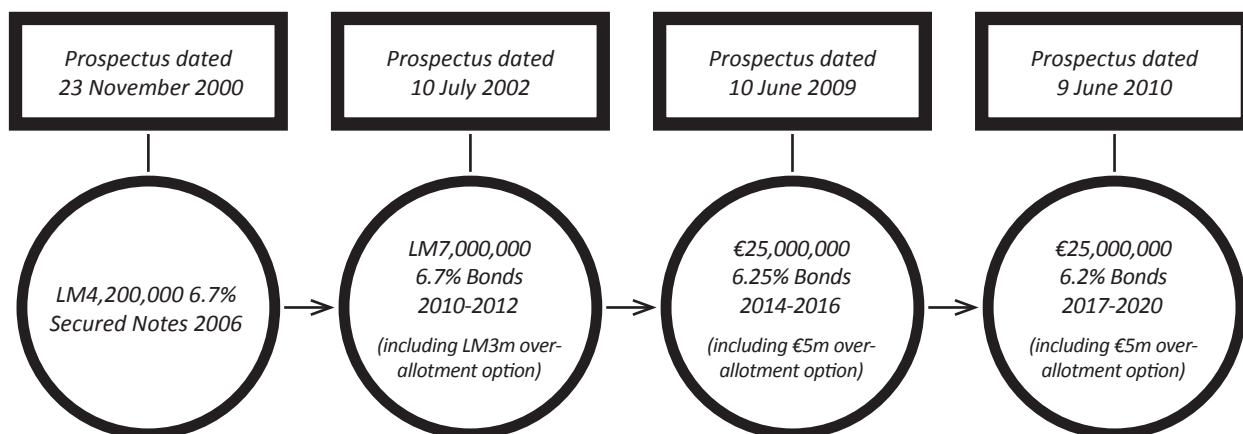 Prospectus dated
23 November 2000
Prospectus dated
10 July 2002
Prospectus dated
10 June 2009
Prospectus dated
9 June 2010
LM4,200,000 6.7%
Secured Notes 2006
LM7,000,000
6.7% Bonds
2010-2012
(including LM3m over-
allotment option)
€25,000,000
6.25% Bonds
2014-2016
(including €5m over-
allotment option)
€25,000,000
6.2% Bonds
2017-2020
(including €5m over-
allotment option)